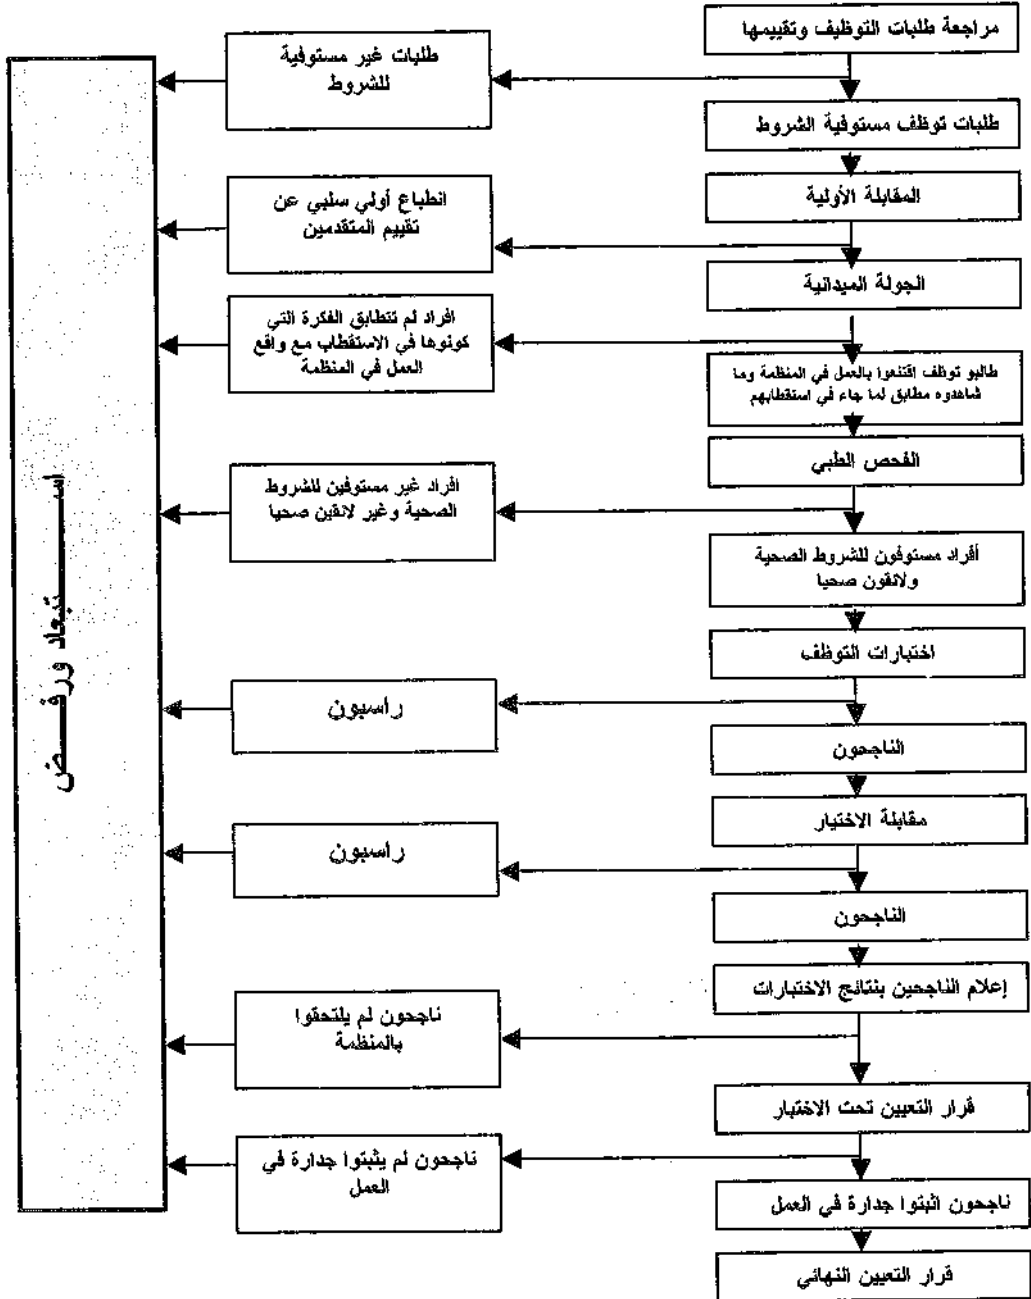 مراجعة طلبات التوظيف وتقييمها
طلبات غير مستوفية
للشروط
طلبات توظف مستوفية الشروط
المقابلة الأولية
انطباع أولي سلبي عن
تقييم المتقدمين
الجولة الميدانية
افراد لم تتطابق الفكرة التي
كونوها في الاستقطاب مع واقع
العمل في المنظمة
طالبو توظف اقتنعوا بالعمل في المنظمة وما
شاهدوه مطابق لما جاء في استقطابهم
الفحص الطبي
افراد غير مستوفين للشروط
الصحية وغير لائقين صحيا
أفراد مستوفون للشروط الصحية
ولائقون صحيا
اختبارات التوظف
راسبون
الناجحون
مقابلة الاختيار
راسبون
الناجحون
إعلام الناجحين بنتائج الاختبارات
ناجحون لم يلتحقوا
بالمنظمة
قرار التعيين تحت الاختبار
ناجحون لم يثبتوا جدارة في
العمل
ناجحون اثبتوا جدارة في العمل
قرار التعيين النهائي
اســـــتبعاد ورفـــض